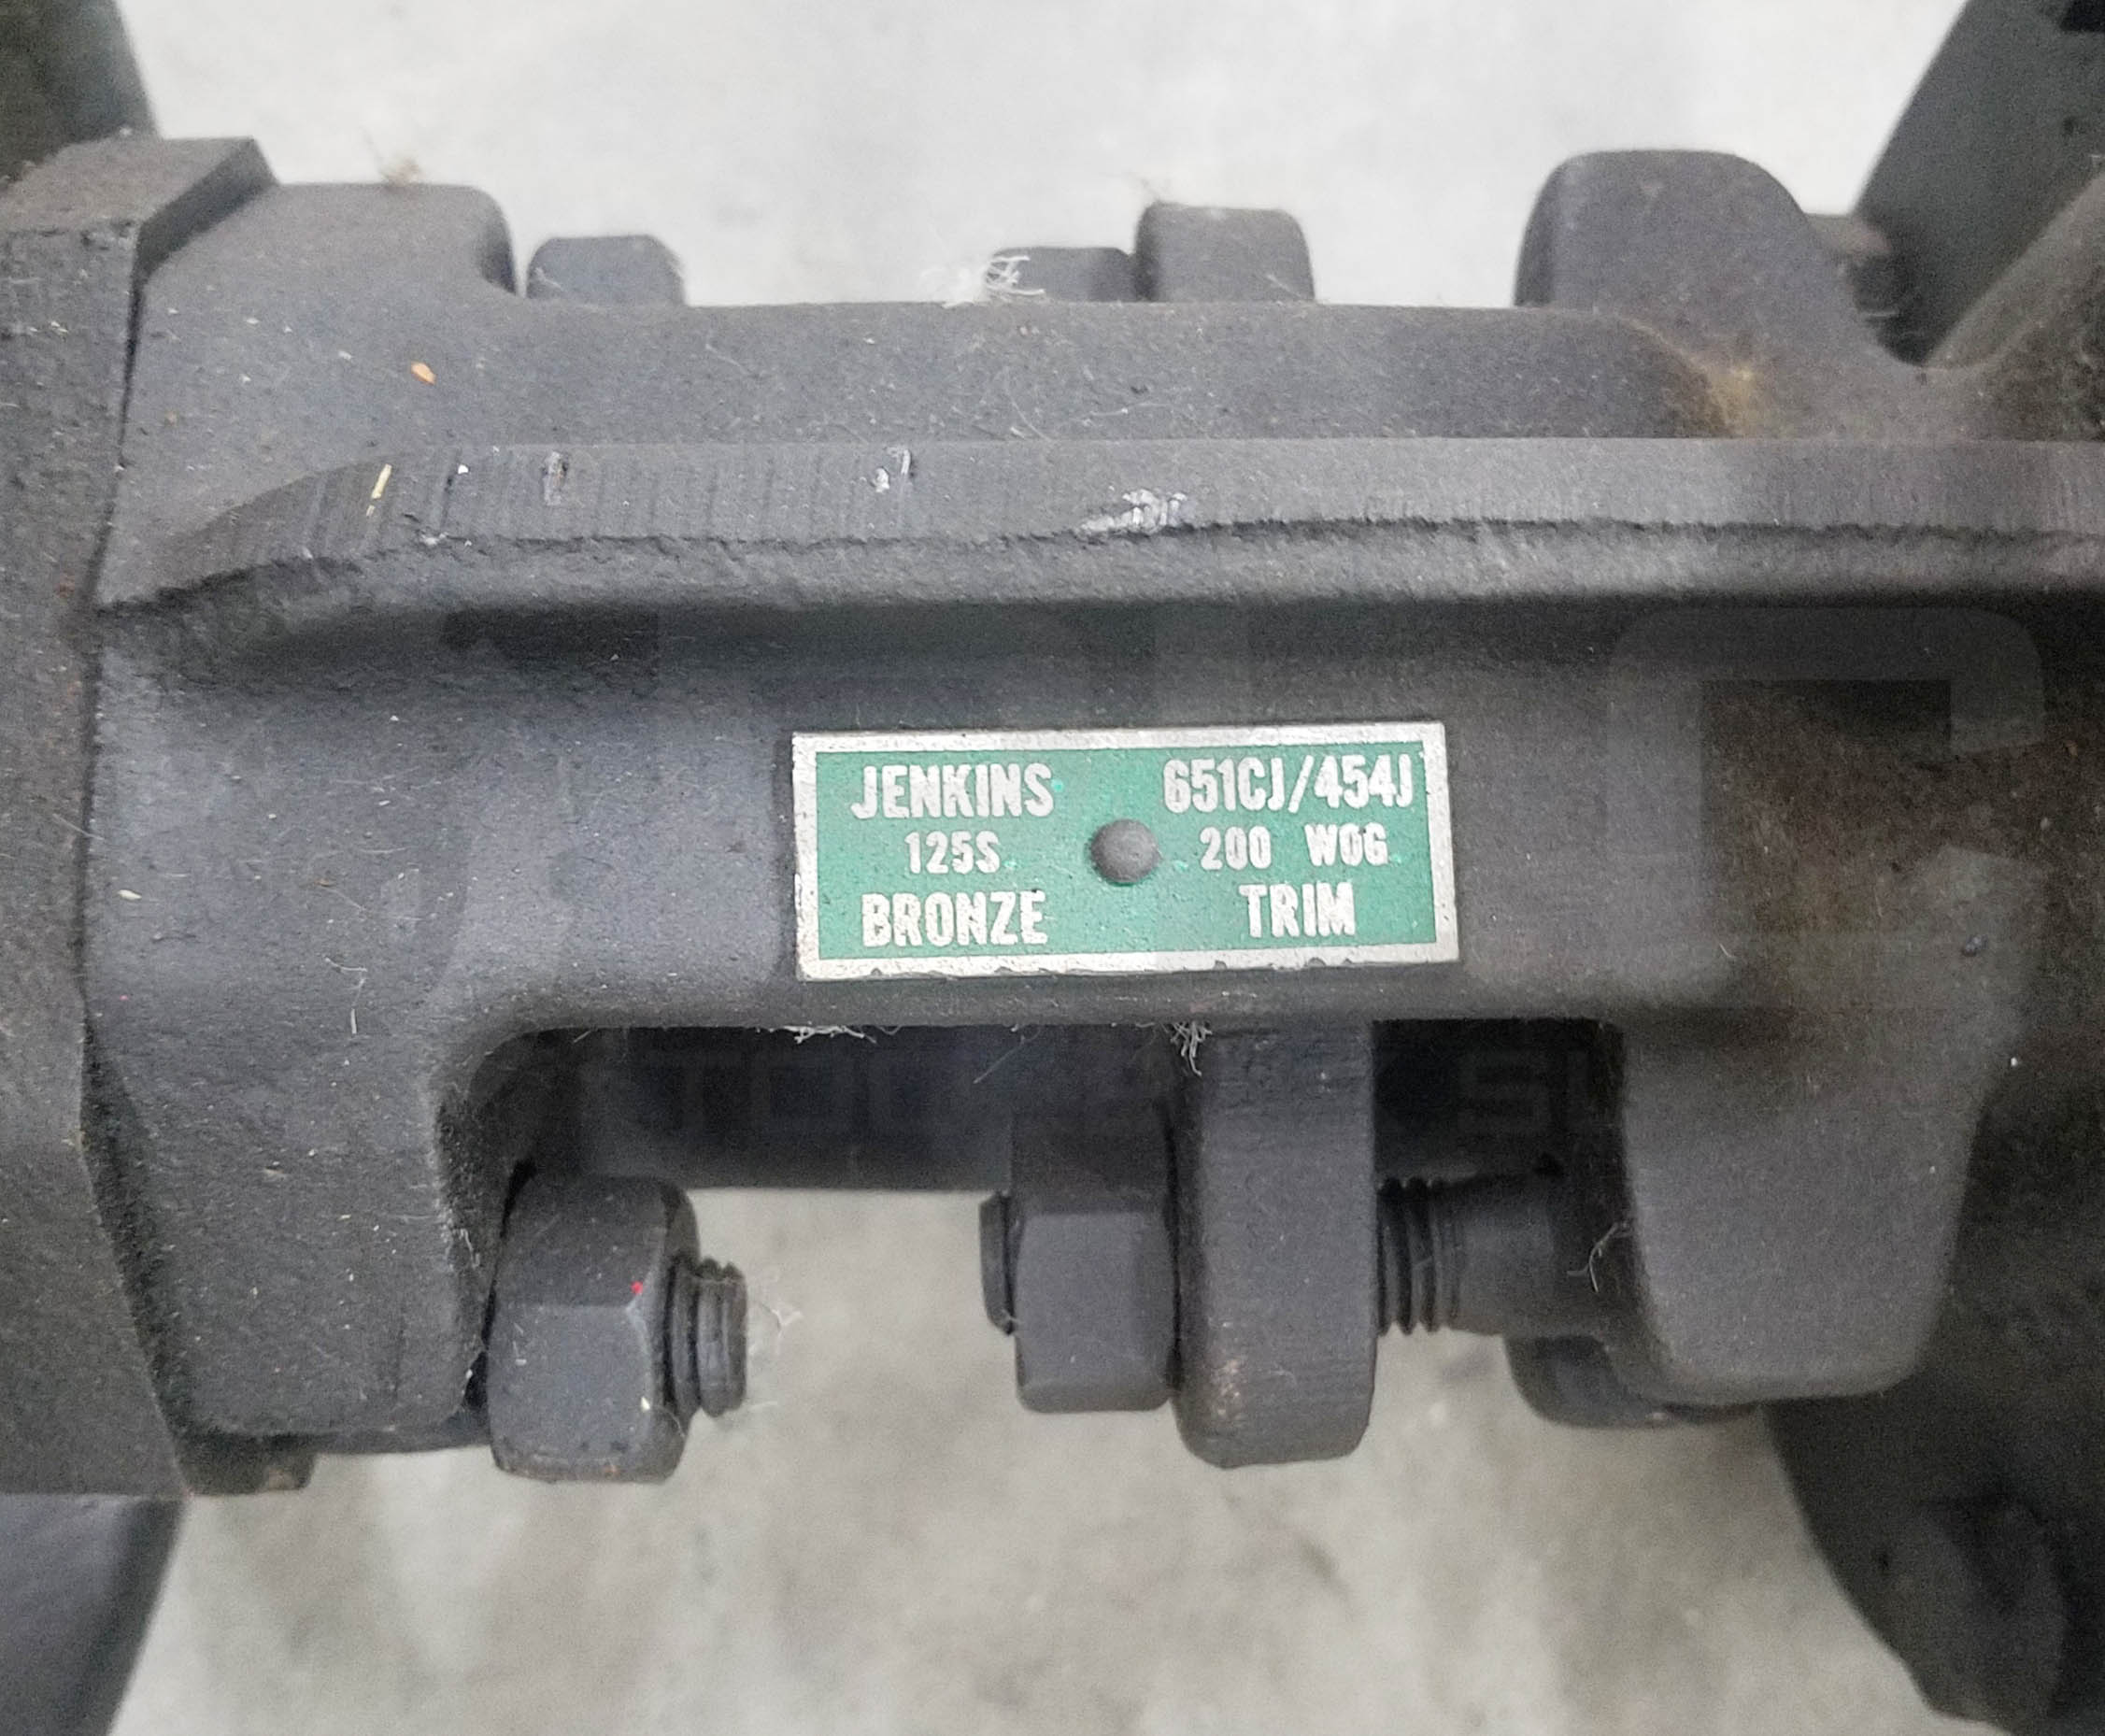 JENKINS 651CJ/454J
125S 200 WOG
BRONZE TRIM